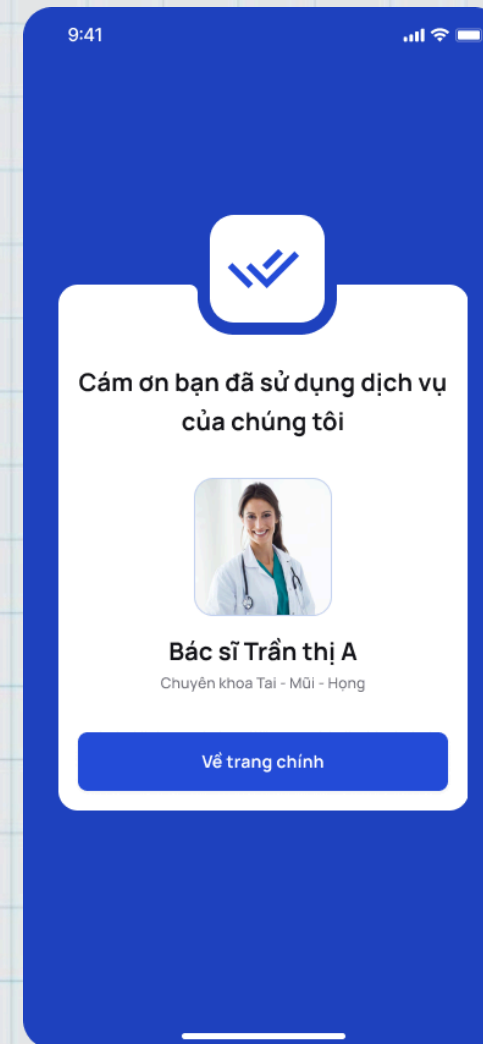 9:41
Cám ơn bạn đã sử dụng dịch vụ
của chúng tôi
Bác sĩ Trần thị A
Chuyên khoa Tai - Mũi - Họng
Về trang chính